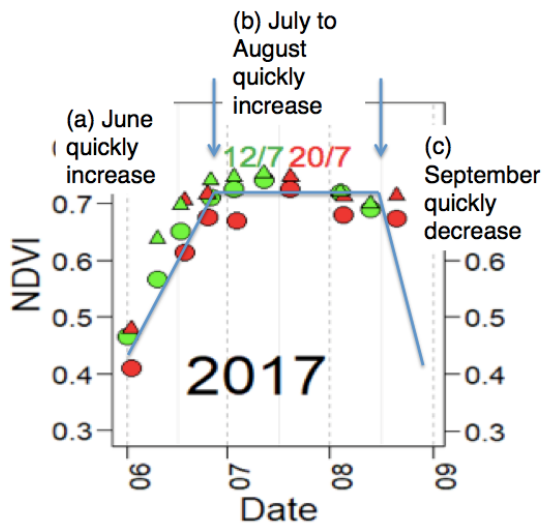 (b) July to
August
quickly
increase
(a) June
quickly
increase
(c)
September
quickly
decrease
12/7 20/7
0.7
0.6
0.5
0.4
0.3
NDVI
0.6
0.5
0.4
0.3
2017
06
07
08
09
Date